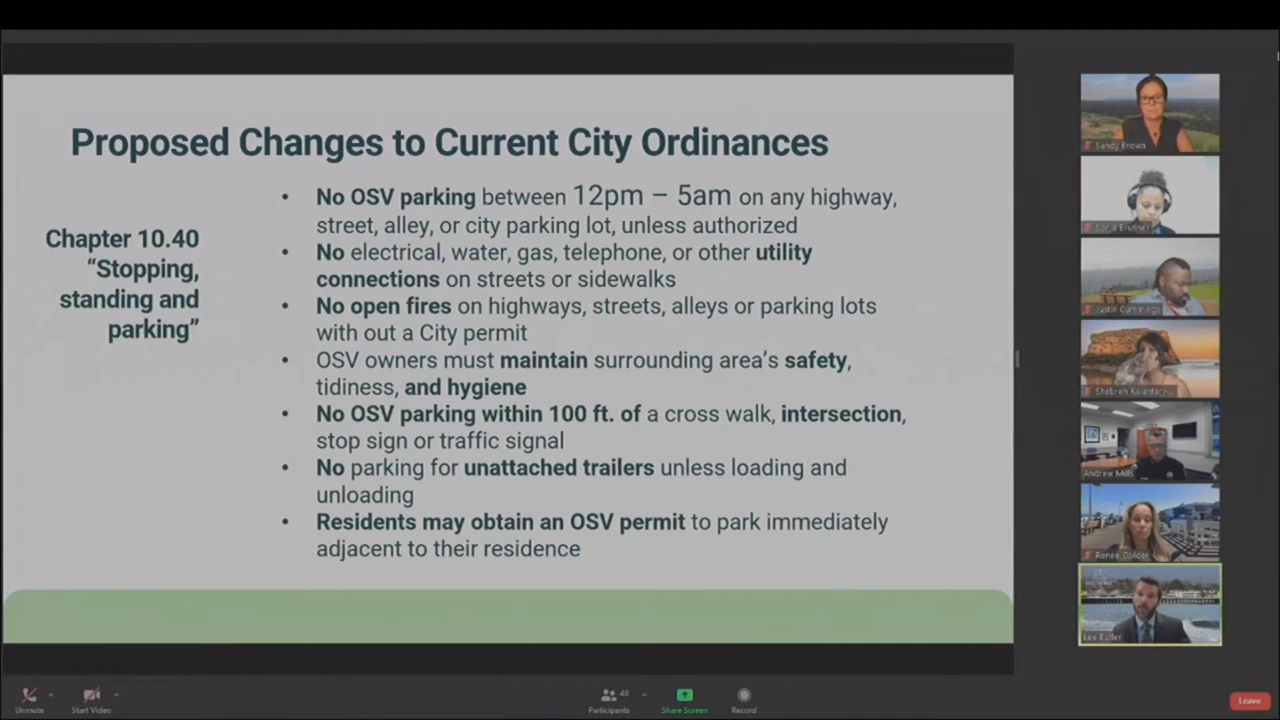 Proposed Changes to Current City Ordinances
Chapter 10.40
“Stopping,
standing and
parking”
• No OSV parking between 12pm – 5am on any highway,
street, alley, or city parking lot, unless authorized
• No electrical, water, gas, telephone, or other utility
connections on streets or sidewalks
• No open fires on highways, streets, alleys or parking lots
with out a City permit
• OSV owners must maintain surrounding area’s safety,
tidiness, and hygiene
• No OSV parking within 100 ft. of a cross walk, intersection,
stop sign or traffic signal
• No parking for unattached trailers unless loading and
unloading
• Residents may obtain an OSV permit to park immediately
adjacent to their residence
Sandy Brown
Justin Cummings
Andrew Mills
Renee Golder
Unmute
Start Video
48
Participants
Share Screen
Record
Leave